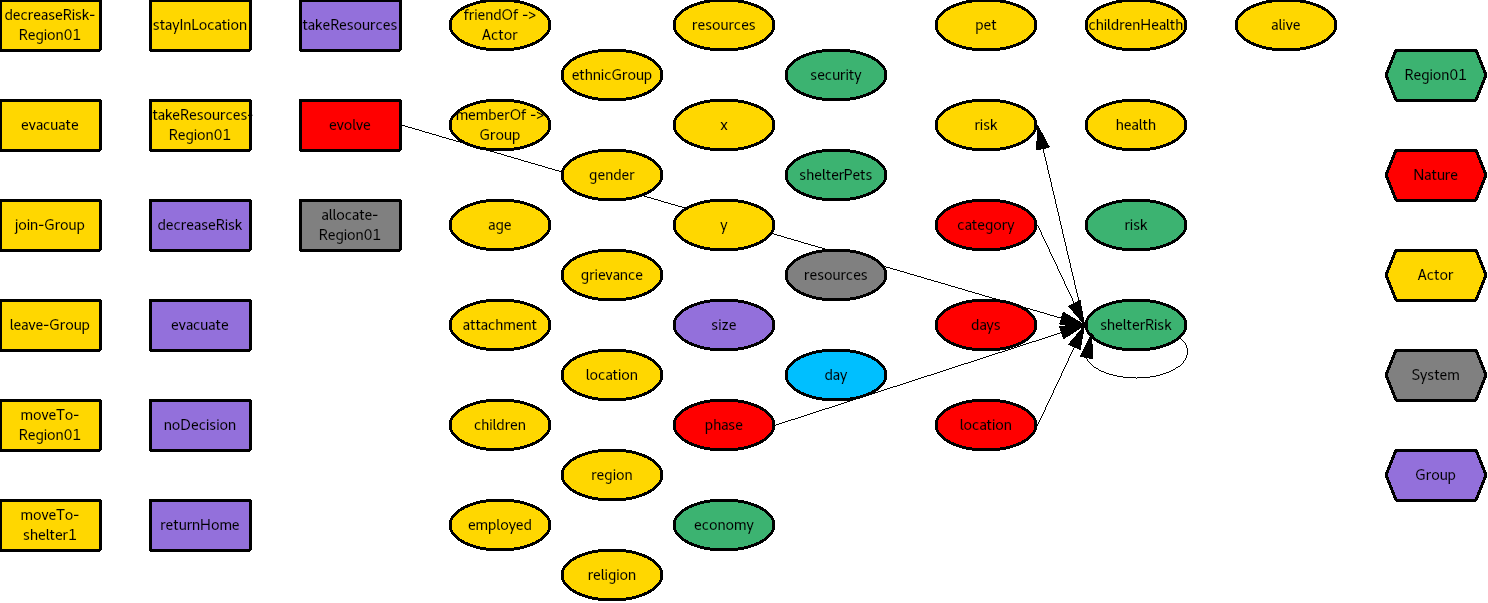 decreaseRisk-
Region01
stayInLocation
takeResources
friendOf ->
Actor
resources
pet
childrenHealth
alive
ethnicGroup
security
Region01
evacuate
takeResources-
Region01
evolve
memberOf ->
Group
x
risk
health
gender
shelterPets
Nature
join-Group
decreaseRisk
allocate-
Region01
age
y
category
risk
grievance
resources
Actor
leave-Group
evacuate
attachment
size
days
shelterRisk
location
day
System
moveTo-
Region01
noDecision
children
phase
location
region
Group
moveTo-
shelter1
returnHome
employed
economy
religion